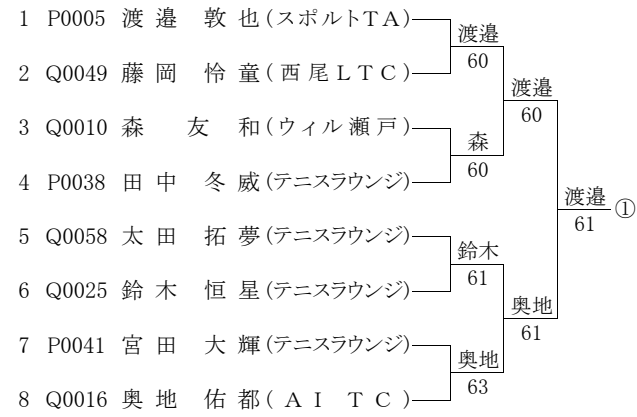 1 P0005 渡邉 敦也(スポルトTA)
2 Q0049 藤岡 怜童(西尾LTC)
3 Q0010 森 友和(ウィル瀬戸)
4 P0038 田中 冬威(テニスラウンジ)
5 Q0058 太田 拓夢(テニスラウンジ)
6 Q0025 鈴木 恒星(テニスラウンジ)
7 P0041 宮田 大輝(テニスラウンジ)
8 Q0016 奥地 佑都(AI TC)
渡邉
60
森
60
鈴木
61
奥地
63
渡邉
60
奥地
61
渡邉
61
①